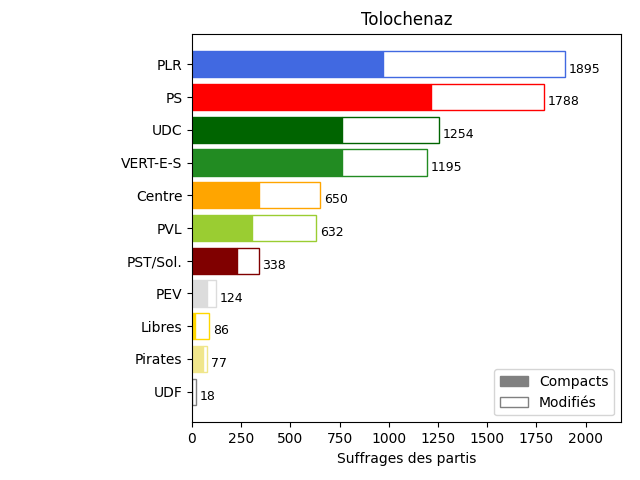 Tolochenaz
PLR 1895
PS 1788
UDC 1254
VERT-E-S 1195
Centre 650
PVL 632
PST/Sol. 338
PEV 124
Libres 86
Pirates 77
UDF 18
Compacts
Modifiés
0 250 500 750 1000 1250 1500 1750 2000
Suffrages des partis